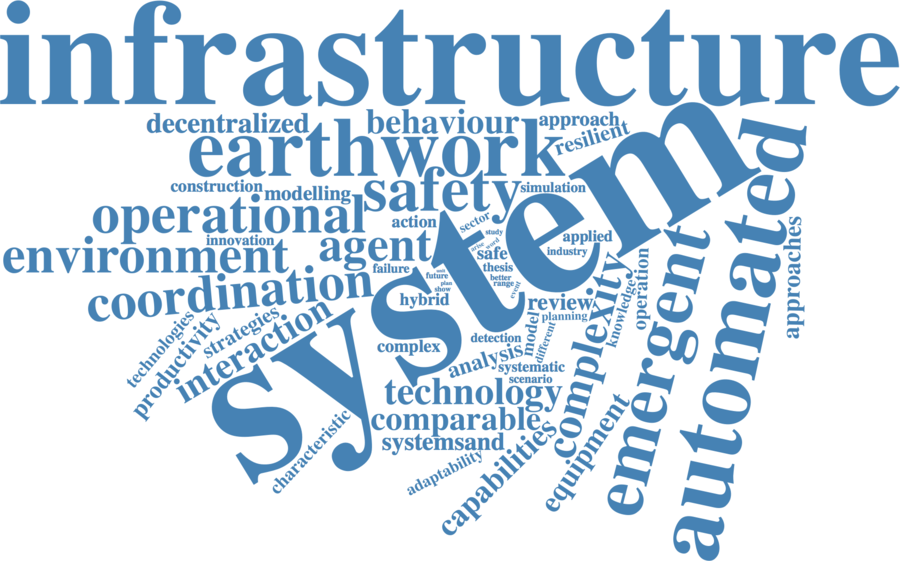 infrastructure
decentralized
behaviour
approach
resilient
earthwork
system
automated
construction
modelling
safety
simulation
operational
action
sector
study
arise
word
applied
innovation
agent
safe
industry
environment
failure
future
thesis
better
plan
range
show
event
coordination
hybrid
review
complexity
knowledge
operation
emergent
approaches
technologies
productivity
strategies
interaction
complex
detection
model
planning
different
analysis
systematic
scenario
technology
comparable
systemsand
characteristic
adaptability
capabilities
equipment